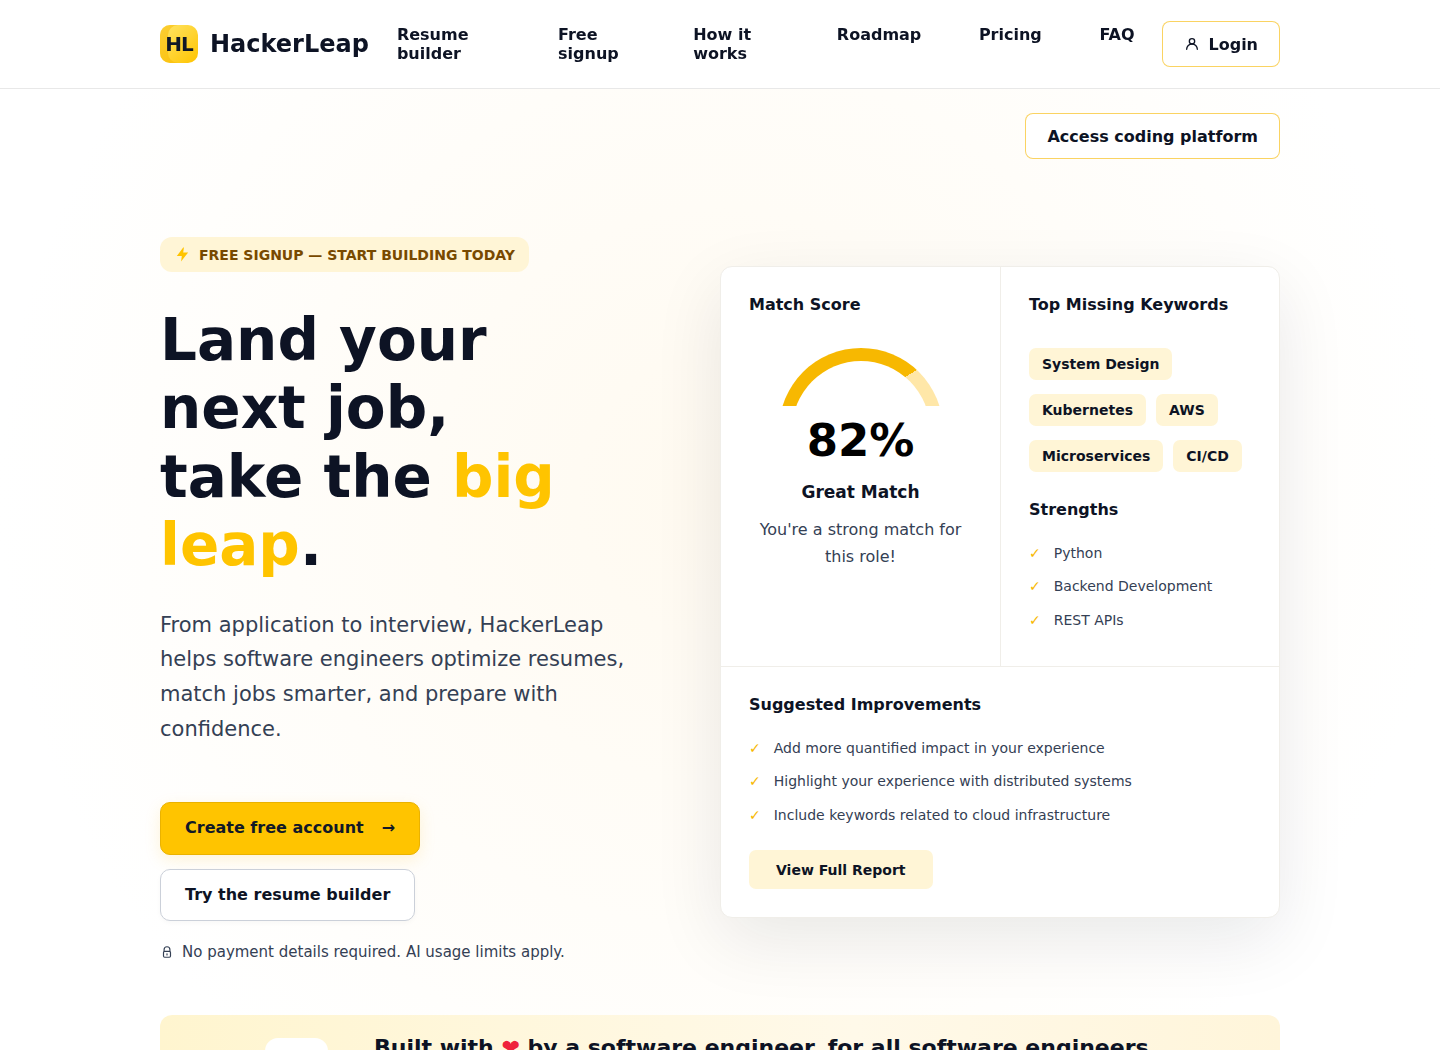 HL HackerLeap
Resume builder
Free signup
How it works
Roadmap
Pricing
FAQ
Login
Access coding platform
FREE SIGNUP — START BUILDING TODAY
Land your
next job,
take the big
leap.
From application to interview, HackerLeap
helps software engineers optimize resumes,
match jobs smarter, and prepare with
confidence.
Create free account →
Try the resume builder
No payment details required. AI usage limits apply.
Match Score
82%
Great Match
You're a strong match for
this role!
Top Missing Keywords
System Design
Kubernetes AWS
Microservices CI/CD
Strengths
✓ Python
✓ Backend Development
✓ REST APIs
Suggested Improvements
✓ Add more quantified impact in your experience
✓ Highlight your experience with distributed systems
✓ Include keywords related to cloud infrastructure
View Full Report
Built with ❤ by a software engineer, for all software engineers